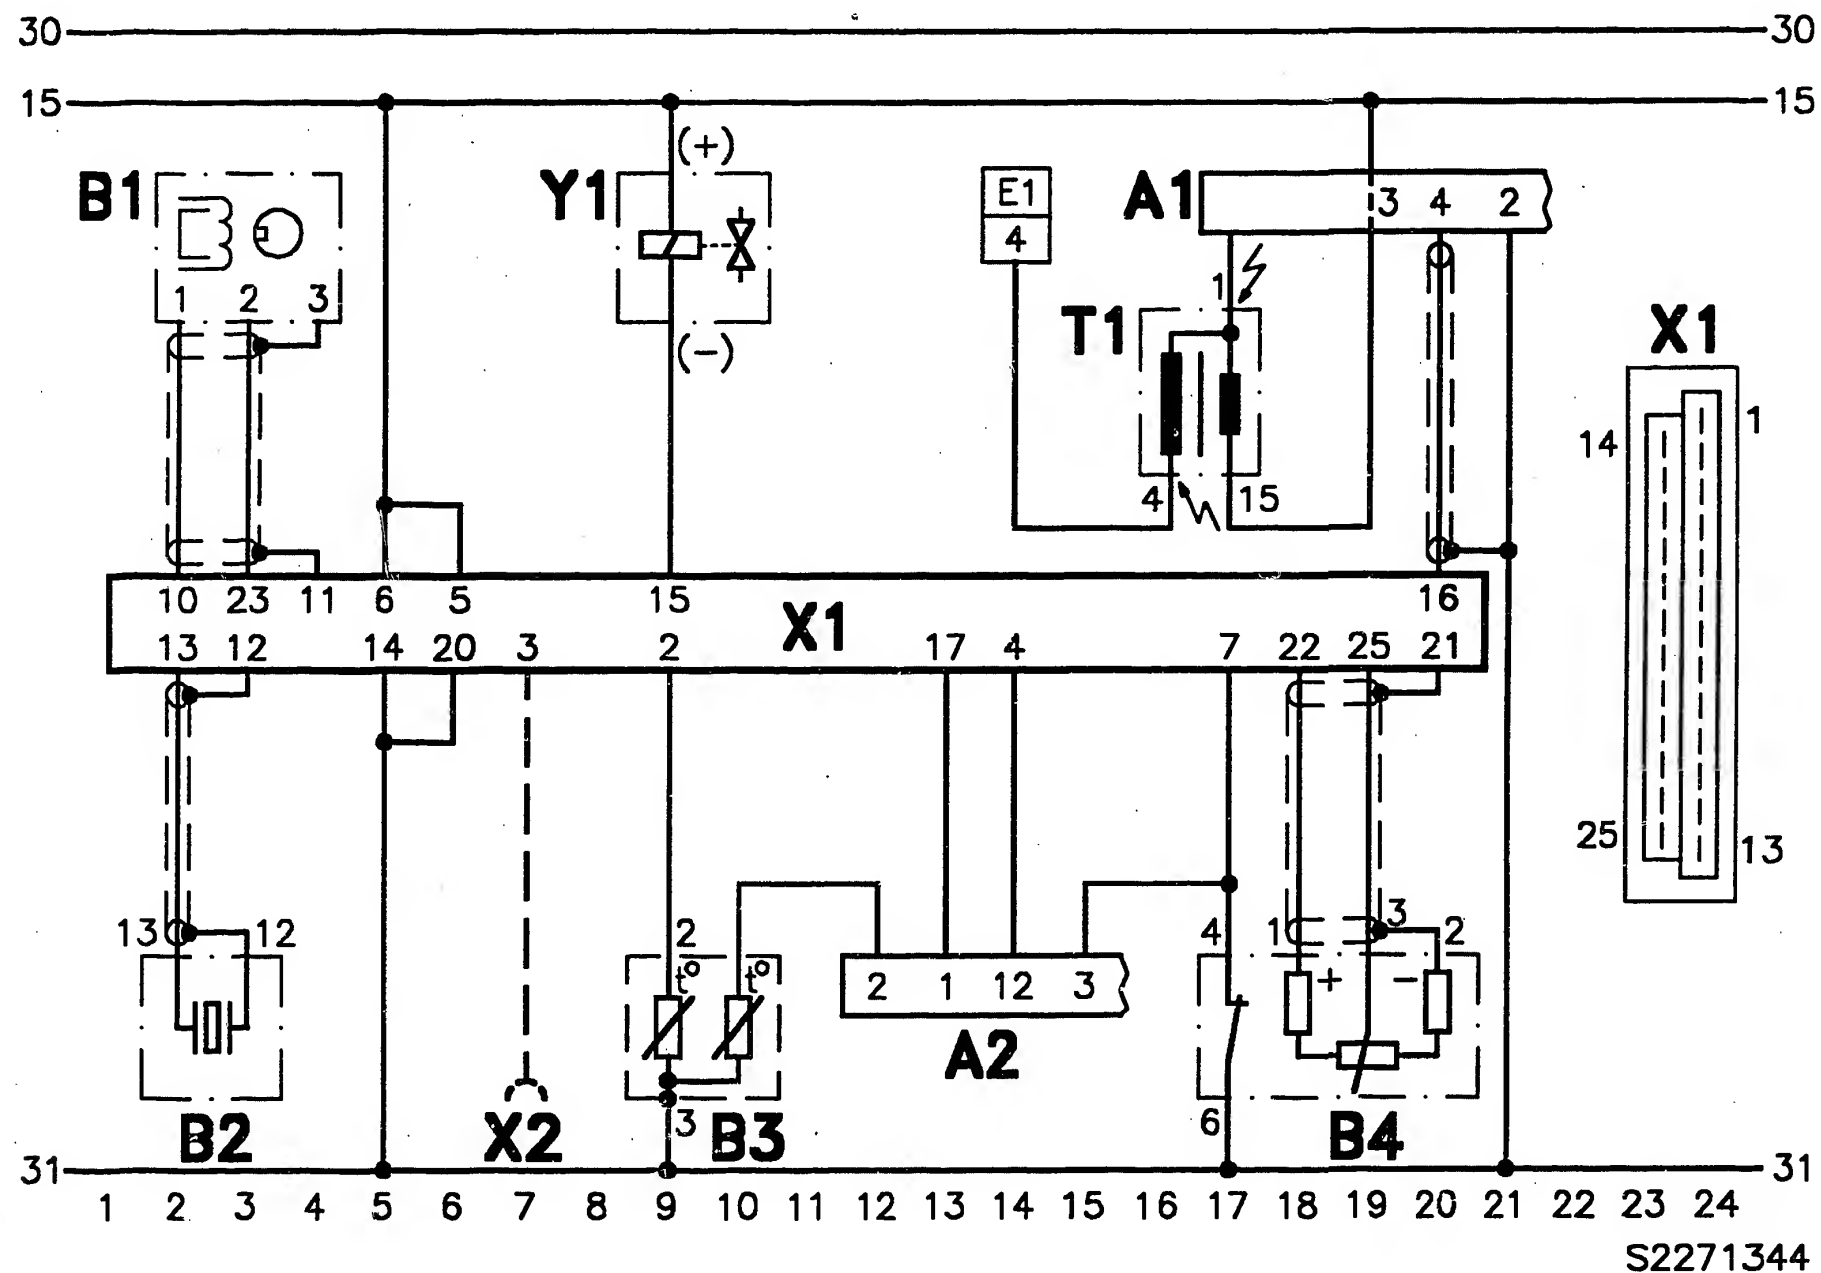 30 30
15 15
(+)
B1 Y1 E1 A1 3 4 2
4
1 2 3 1
(−) T1 X1
14 1
4 15
10 23 11 6 5 15 16
X1
13 12 14 20 3 2 17 4 7 22 25 21
25 13
13 12 2 4 1 3 2
t° t° + −
2 1 12 3
A2
3 6
B2 X2 B3 B4
31 31
1 2 3 4 5 6 7 8 9 10 11 12 13 14 15 16 17 18 19 20 21 22 23 24
S2271344